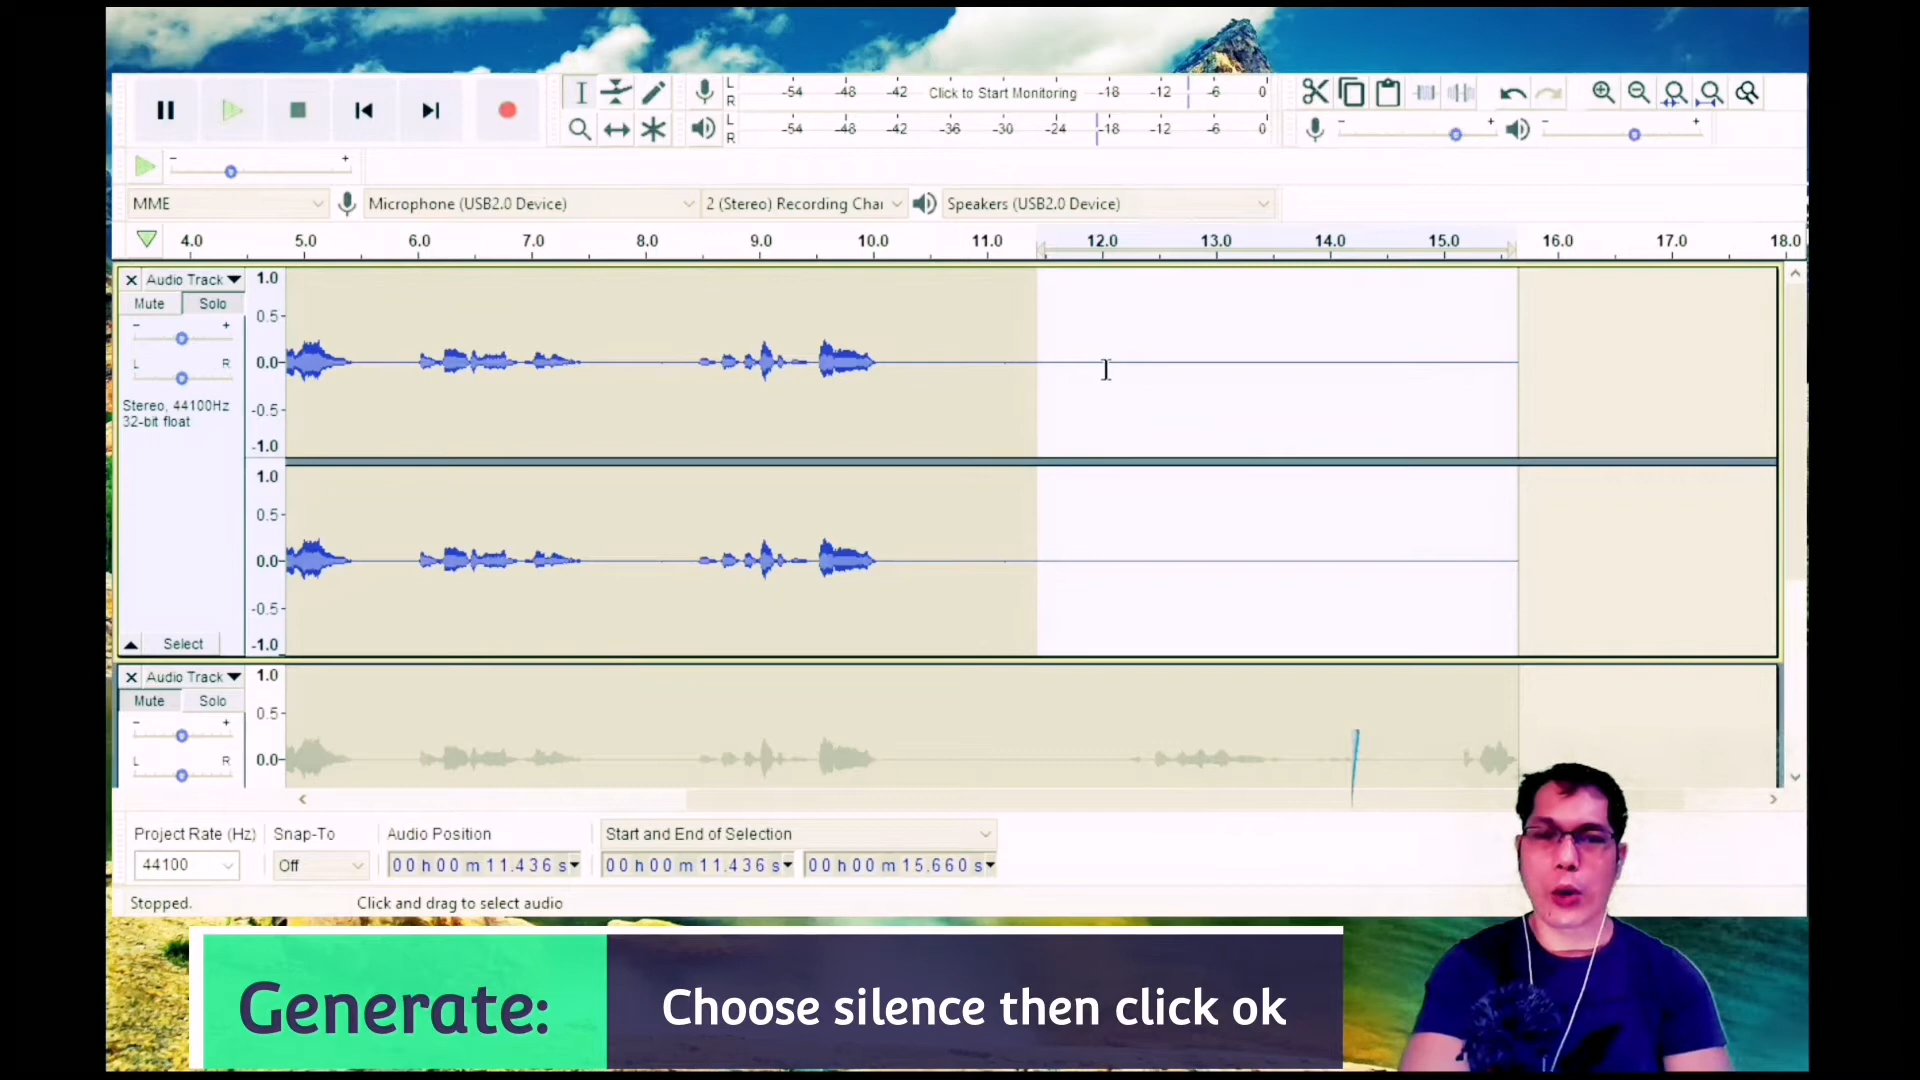 L
R
-54 -48 -42 Click to Start Monitoring -18 -12 -6 0
L
R
-54 -48 -42 -36 -30 -24 -18 -12 -6 0
- +
- +
- +
MME
Microphone (USB2.0 Device)
2 (Stereo) Recording Chai
Speakers (USB2.0 Device)
4.0 5.0 6.0 7.0 8.0 9.0 10.0 11.0 12.0 13.0 14.0 15.0 16.0 17.0 18.0
Audio Track
Mute Solo
- +
L R
Stereo, 44100Hz
32-bit float
Select
1.0
0.5
0.0
-0.5
-1.0
1.0
0.5
0.0
-0.5
-1.0
Audio Track
Mute Solo
- +
L R
1.0
0.5
0.0
Project Rate (Hz) Snap-To Audio Position Start and End of Selection
44100 Off 00 h 00 m 11.436 s 00 h 00 m 11.436 s 00 h 00 m 15.660 s
Stopped. Click and drag to select audio
Generate: Choose silence then click ok